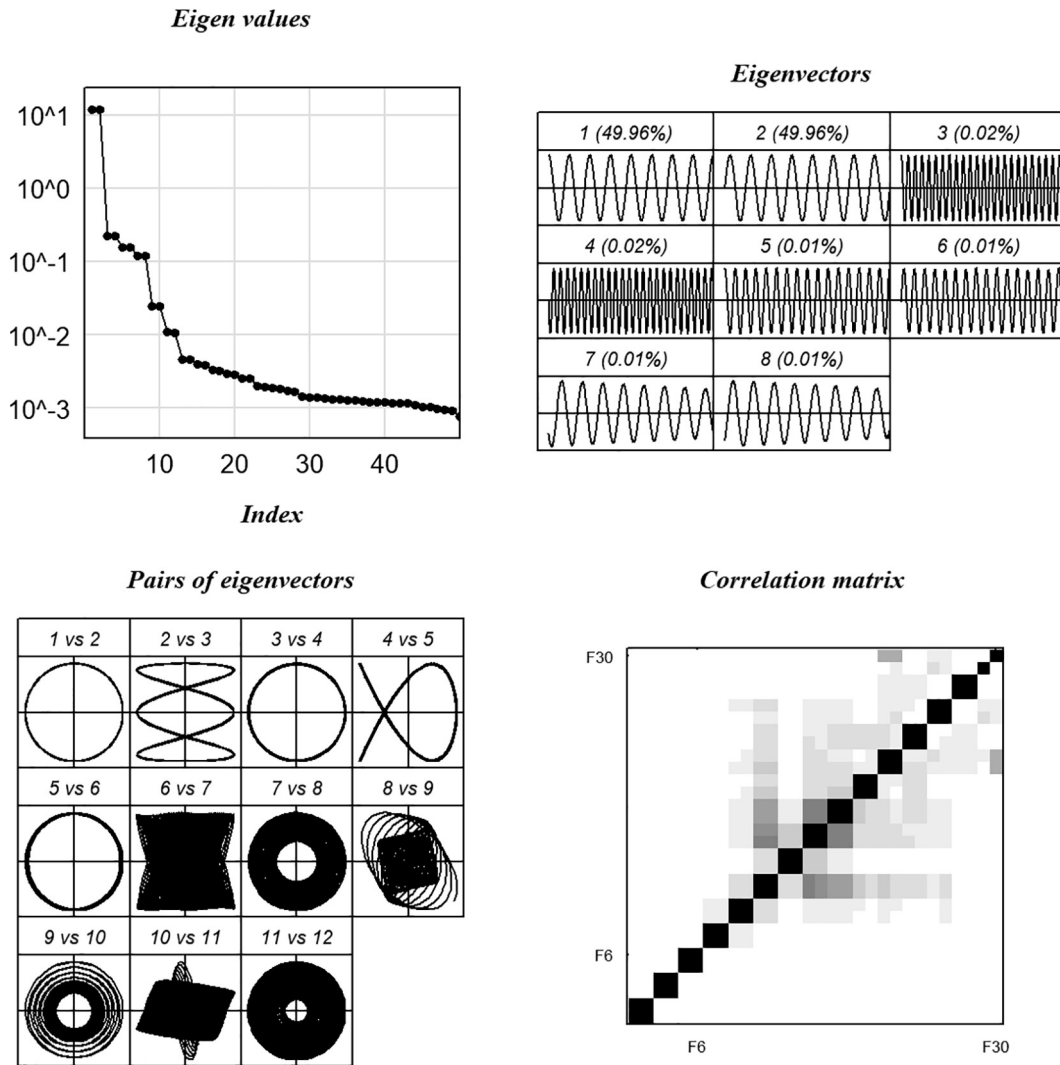 Eigen values
10^1
10^0
10^-1
10^-2
10^-3
10 20 30 40
Index
Eigenvectors
1 (49.96%) 2 (49.96%) 3 (0.02%)
4 (0.02%) 5 (0.01%) 6 (0.01%)
7 (0.01%) 8 (0.01%)
Pairs of eigenvectors
1 vs 2 2 vs 3 3 vs 4 4 vs 5
5 vs 6 6 vs 7 7 vs 8 8 vs 9
9 vs 10 10 vs 11 11 vs 12
Correlation matrix
F30
F6
F6 F30